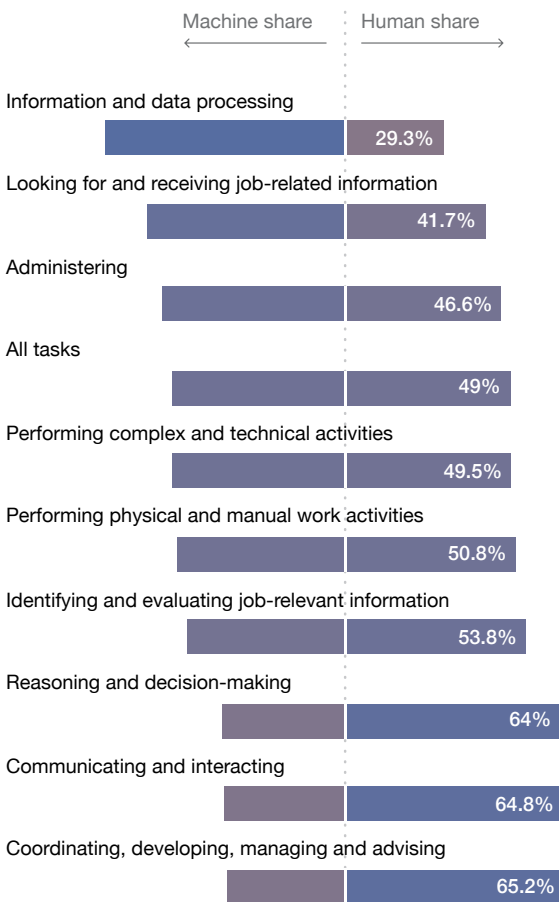 Machine share Human share
Information and data processing
29.3%
Looking for and receiving job-related information
41.7%
Administering
46.6%
All tasks
49%
Performing complex and technical activities
49.5%
Performing physical and manual work activities
50.8%
Identifying and evaluating job-relevant information
53.8%
Reasoning and decision-making
64%
Communicating and interacting
64.8%
Coordinating, developing, managing and advising
65.2%